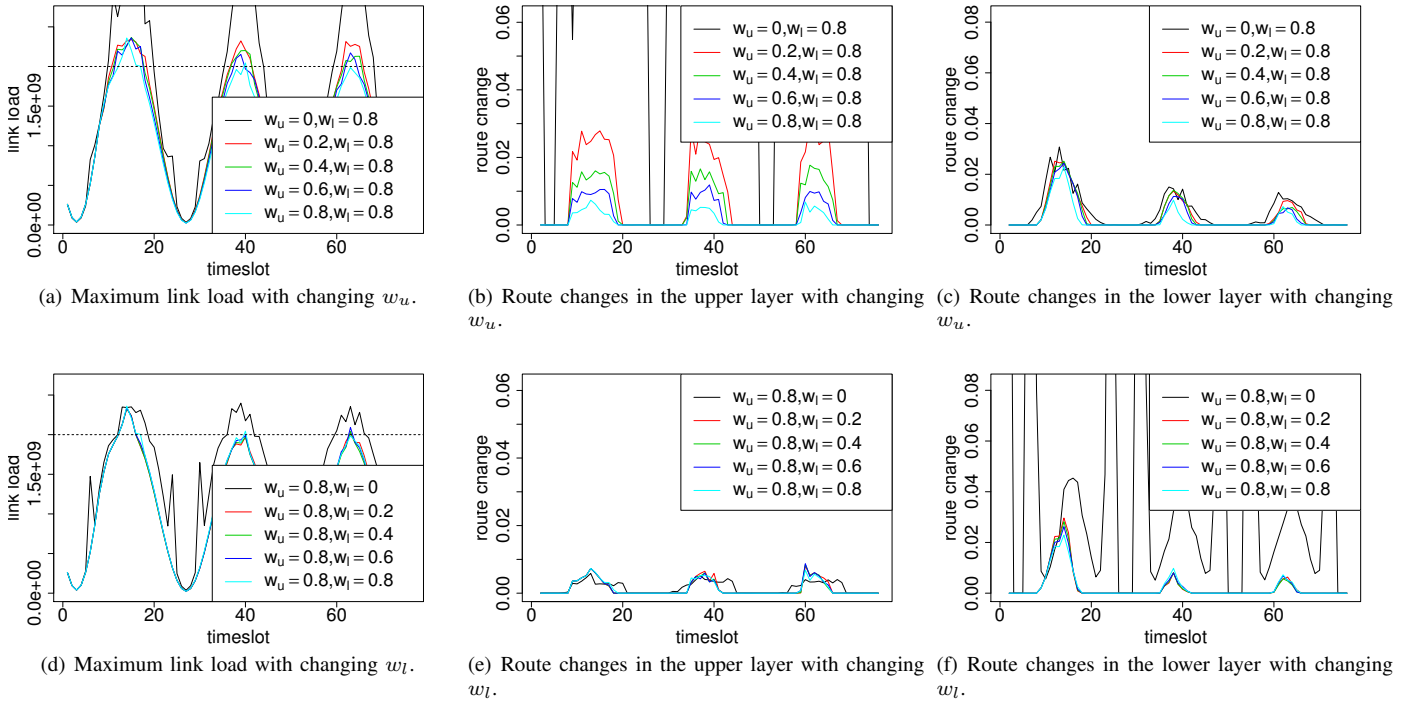 link load
0.0e+00
1.5e+09
0
20
40
60
timeslot
w_u = 0,w_l = 0.8
w_u = 0.2,w_l = 0.8
w_u = 0.4,w_l = 0.8
w_u = 0.6,w_l = 0.8
w_u = 0.8,w_l = 0.8
(a) Maximum link load with changing w_u.
route change
0.00
0.02
0.04
0.06
0
20
40
60
timeslot
w_u = 0,w_l = 0.8
w_u = 0.2,w_l = 0.8
w_u = 0.4,w_l = 0.8
w_u = 0.6,w_l = 0.8
w_u = 0.8,w_l = 0.8
(b) Route changes in the upper layer with changing
w_u.
route change
0.00
0.02
0.04
0.06
0.08
0
20
40
60
timeslot
w_u = 0,w_l = 0.8
w_u = 0.2,w_l = 0.8
w_u = 0.4,w_l = 0.8
w_u = 0.6,w_l = 0.8
w_u = 0.8,w_l = 0.8
(c) Route changes in the lower layer with changing
w_u.
link load
0.0e+00
1.5e+09
0
20
40
60
timeslot
w_u = 0.8,w_l = 0
w_u = 0.8,w_l = 0.2
w_u = 0.8,w_l = 0.4
w_u = 0.8,w_l = 0.6
w_u = 0.8,w_l = 0.8
(d) Maximum link load with changing w_l.
route change
0.00
0.02
0.04
0.06
0
20
40
60
timeslot
w_u = 0.8,w_l = 0
w_u = 0.8,w_l = 0.2
w_u = 0.8,w_l = 0.4
w_u = 0.8,w_l = 0.6
w_u = 0.8,w_l = 0.8
(e) Route changes in the upper layer with changing
w_l.
route change
0.00
0.02
0.04
0.06
0.08
0
20
40
60
timeslot
w_u = 0.8,w_l = 0
w_u = 0.8,w_l = 0.2
w_u = 0.8,w_l = 0.4
w_u = 0.8,w_l = 0.6
w_u = 0.8,w_l = 0.8
(f) Route changes in the lower layer with changing
w_l.